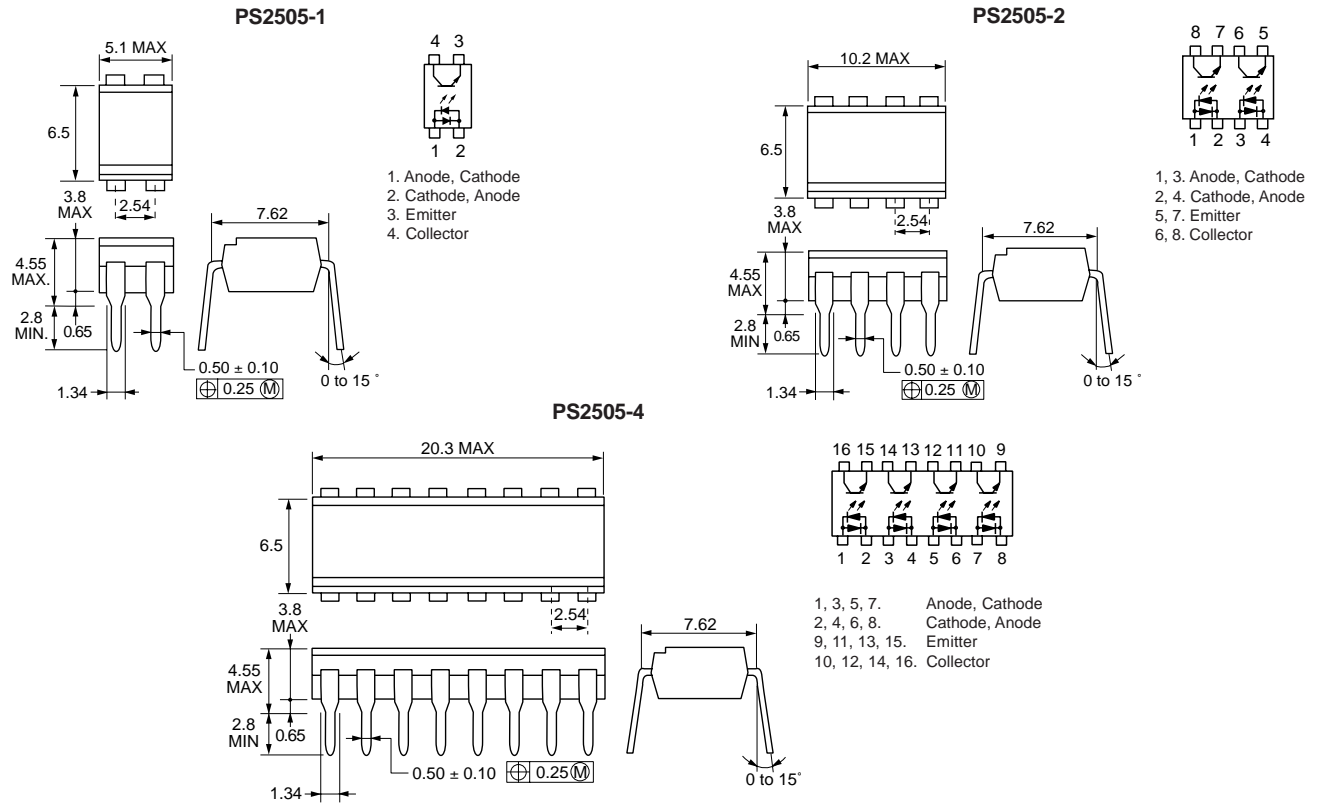 PS2505-1
5.1 MAX
6.5
3.8
MAX
2.54
4.55
MAX.
2.8
MIN.
0.65
1.34
0.50 ± 0.10
⌖ 0.25 Ⓜ
7.62
0 to 15 °
4 3
1 2
1. Anode, Cathode
2. Cathode, Anode
3. Emitter
4. Collector
PS2505-2
10.2 MAX
6.5
3.8
MAX
2.54
4.55
MAX
2.8
MIN
0.65
1.34
0.50 ± 0.10
⌖ 0.25 Ⓜ
7.62
0 to 15 °
8 7 6 5
1 2 3 4
1, 3. Anode, Cathode
2, 4. Cathode, Anode
5, 7. Emitter
6, 8. Collector
PS2505-4
20.3 MAX
6.5
3.8
MAX
2.54
4.55
MAX
2.8
MIN
0.65
1.34
0.50 ± 0.10 ⌖ 0.25 Ⓜ
7.62
0 to 15°
16 15 14 13 12 11 10 9
1 2 3 4 5 6 7 8
1, 3, 5, 7. Anode, Cathode
2, 4, 6, 8. Cathode, Anode
9, 11, 13, 15. Emitter
10, 12, 14, 16. Collector